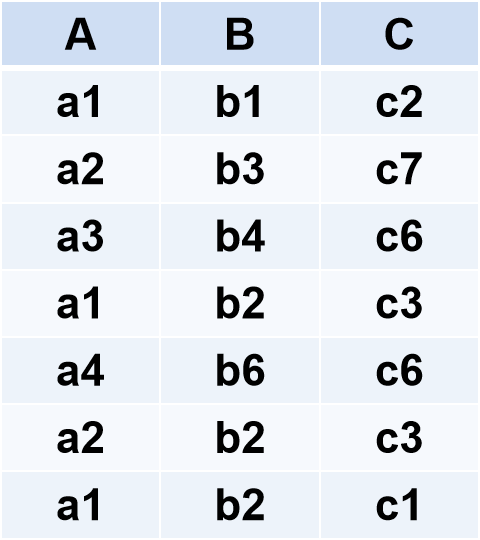 A B C
a1 b1 c2
a2 b3 c7
a3 b4 c6
a1 b2 c3
a4 b6 c6
a2 b2 c3
a1 b2 c1